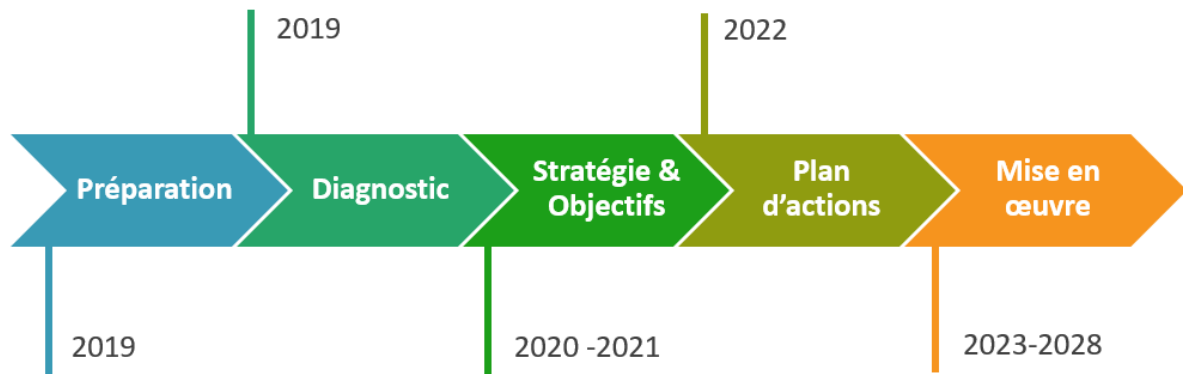 2019
2022
Préparation
Diagnostic
Stratégie &
Objectifs
Plan
d’actions
Mise en
œuvre
2019
2020 -2021
2023-2028